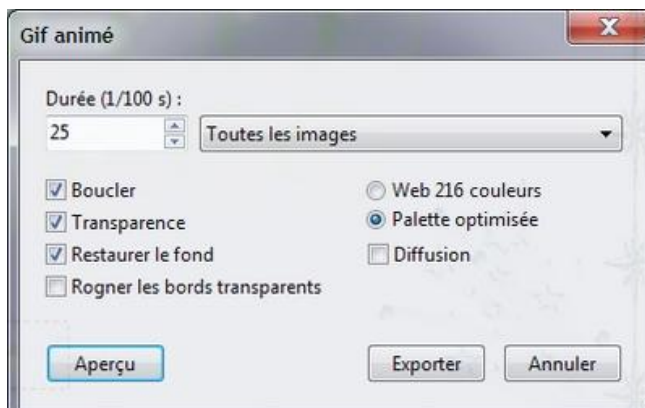 Gif animé
Durée (1/100 s) :
25 Toutes les images
Boucler Web 216 couleurs
Transparence Palette optimisée
Restaurer le fond Diffusion
Rogner les bords transparents
Aperçu Exporter Annuler